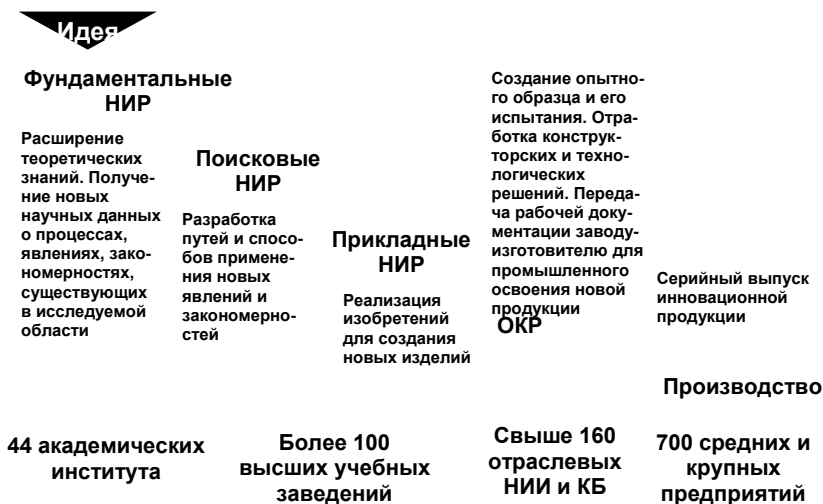 Идея
Фундаментальные
НИР
Расширение
теоретических
знаний. Получе-
ние новых
научных данных
о процессах,
явлениях, зако-
номерностях,
существующих
в исследуемой
области
Поисковые
НИР
Разработка
путей и спосо-
бов примене-
ния новых
явлений и
закономерно-
стей
Прикладные
НИР
Реализация
изобретений
для создания
новых изделий
Создание опытно-
го образца и его
испытания. Отра-
ботка конструк-
торских и техно-
логических
решений. Переда-
ча рабочей доку-
ментации заводу-
изготовителю для
промышленного
освоения новой
продукции
ОКР
Серийный выпуск
инновационной
продукции
Производство
44 академических
института
Более 100
высших учебных
заведений
Свыше 160
отраслевых
НИИ и КБ
700 средних и
крупных
предприятий